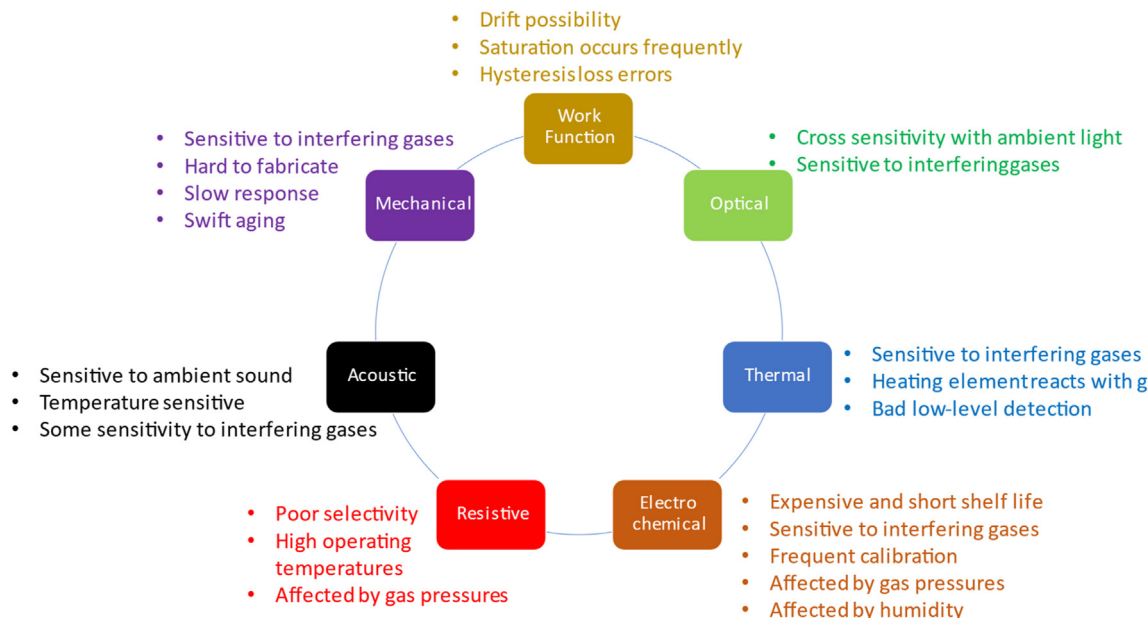 • Drift possibility
• Saturation occurs frequently
• Hysteresis loss errors
Work
Function
• Cross sensitivity with ambient light
• Sensitive to interfering gases
Optical
• Sensitive to interfering gases
• Heating element reacts with g
• Bad low-level detection
Thermal
• Expensive and short shelf life
• Sensitive to interfering gases
• Frequent calibration
• Affected by gas pressures
• Affected by humidity
Electro
chemical
• Poor selectivity
• High operating
temperatures
• Affected by gas pressures
Resistive
• Sensitive to ambient sound
• Temperature sensitive
• Some sensitivity to interfering gases
Acoustic
• Sensitive to interfering gases
• Hard to fabricate
• Slow response
• Swift aging
Mechanical